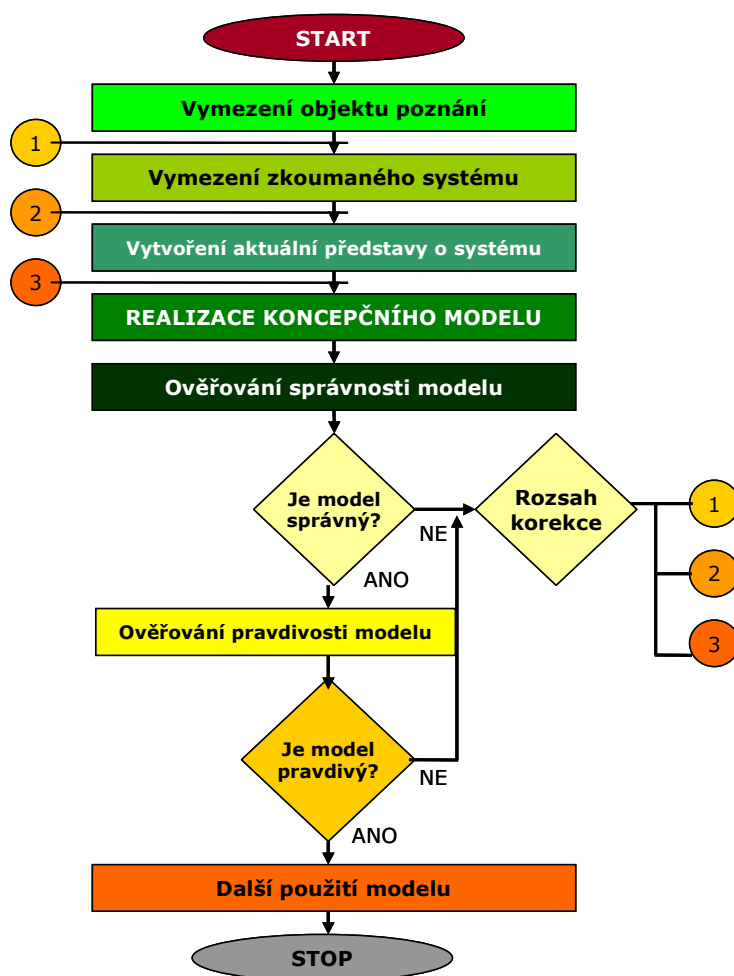 START
Vymezení objektu poznání
1
Vymezení zkoumaného systému
2
Vytvoření aktuální představy o systému
3
REALIZACE KONCEPČNÍHO MODELU
Ověřování správnosti modelu
Je model
správný?
NE
Rozsah
korekce
1
2
3
ANO
Ověřování pravdivosti modelu
Je model
pravdivý?
NE
ANO
Další použití modelu
STOP